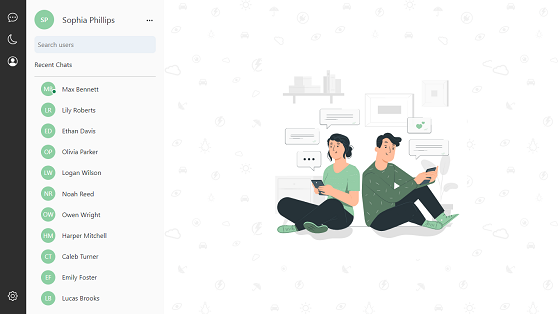 SP Sophia Phillips ...
Search users
Recent Chats
MB Max Bennett
LR Lily Roberts
ED Ethan Davis
OP Olivia Parker
LW Logan Wilson
NR Noah Reed
OW Owen Wright
HM Harper Mitchell
CT Caleb Turner
EF Emily Foster
LB Lucas Brooks